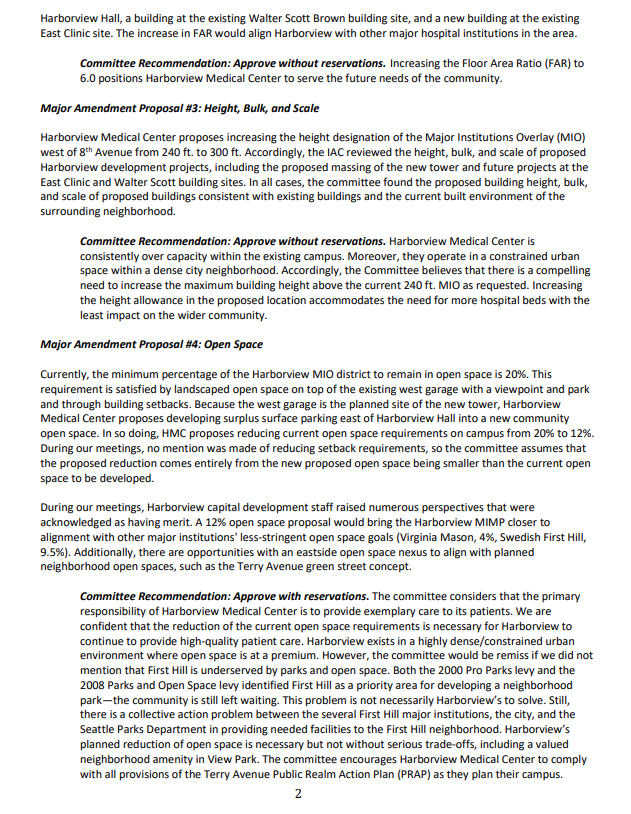 Harborview Hall, a building at the existing Walter Scott Brown building site, and a new building at the existing
East Clinic site. The increase in FAR would align Harborview with other major hospital institutions in the area.
Committee Recommendation: Approve without reservations. Increasing the Floor Area Ratio (FAR) to
6.0 positions Harborview Medical Center to serve the future needs of the community.
Major Amendment Proposal #3: Height, Bulk, and Scale
Harborview Medical Center proposes increasing the height designation of the Major Institutions Overlay (MIO)
west of 8th Avenue from 240 ft. to 300 ft. Accordingly, the IAC reviewed the height, bulk, and scale of proposed
Harborview development projects, including the proposed massing of the new tower and future projects at the
East Clinic and Walter Scott building sites. In all cases, the committee found the proposed building height, bulk,
and scale of proposed buildings consistent with existing buildings and the current built environment of the
surrounding neighborhood.
Committee Recommendation: Approve without reservations. Harborview Medical Center is
consistently over capacity within the existing campus. Moreover, they operate in a constrained urban
space within a dense city neighborhood. Accordingly, the Committee believes that there is a compelling
need to increase the maximum building height above the current 240 ft. MIO as requested. Increasing
the height allowance in the proposed location accommodates the need for more hospital beds with the
least impact on the wider community.
Major Amendment Proposal #4: Open Space
Currently, the minimum percentage of the Harborview MIO district to remain in open space is 20%. This
requirement is satisfied by landscaped open space on top of the existing west garage with a viewpoint and park
and through building setbacks. Because the west garage is the planned site of the new tower, Harborview
Medical Center proposes developing surplus surface parking east of Harborview Hall into a new community
open space. In so doing, HMC proposes reducing current open space requirements on campus from 20% to 12%.
During our meetings, no mention was made of reducing setback requirements, so the committee assumes that
the proposed reduction comes entirely from the new proposed open space being smaller than the current open
space to be developed.
During our meetings, Harborview capital development staff raised numerous perspectives that were
acknowledged as having merit. A 12% open space proposal would bring the Harborview MIMP closer to
alignment with other major institutions' less-stringent open space goals (Virginia Mason, 4%, Swedish First Hill,
9.5%). Additionally, there are opportunities with an eastside open space nexus to align with planned
neighborhood open spaces, such as the Terry Avenue green street concept.
Committee Recommendation: Approve with reservations. The committee considers that the primary
responsibility of Harborview Medical Center is to provide exemplary care to its patients. We are
confident that the reduction of the current open space requirements is necessary for Harborview to
continue to provide high-quality patient care. Harborview exists in a highly dense/constrained urban
environment where open space is at a premium. However, the committee would be remiss if we did not
mention that First Hill is underserved by parks and open space. Both the 2000 Pro Parks levy and the
2008 Parks and Open Space levy identified First Hill as a priority area for developing a neighborhood
park—the community is still left waiting. This problem is not necessarily Harborview's to solve. Still,
there is a collective action problem between the several First Hill major institutions, the city, and the
Seattle Parks Department in providing needed facilities to the First Hill neighborhood. Harborview's
planned reduction of open space is necessary but not without serious trade-offs, including a valued
neighborhood amenity in View Park. The committee encourages Harborview Medical Center to comply
with all provisions of the Terry Avenue Public Realm Action Plan (PRAP) as they plan their campus.
2